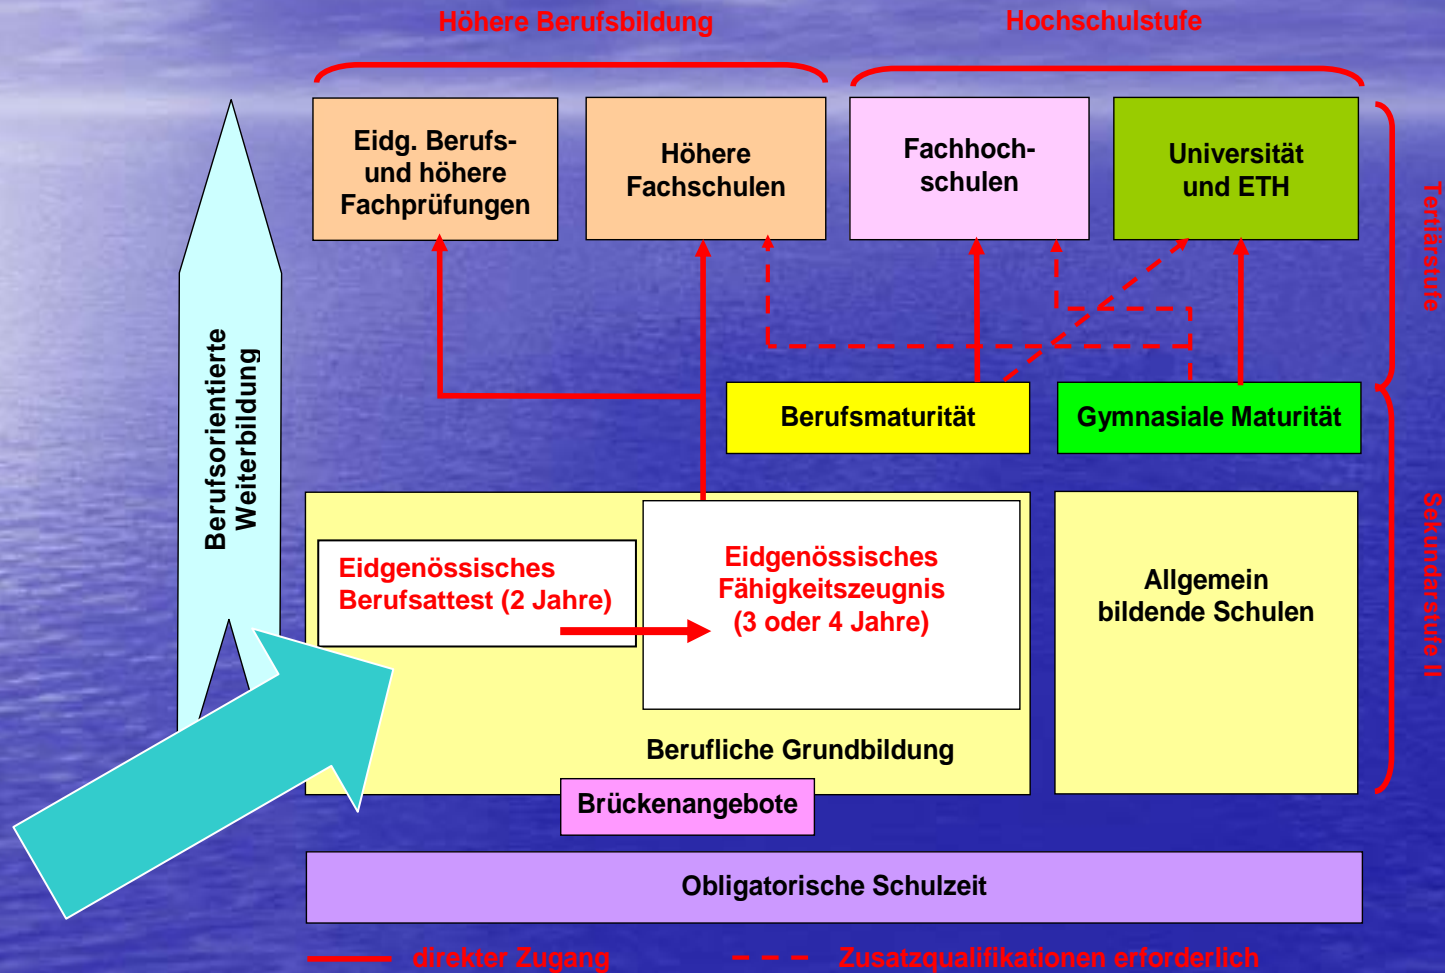 Höhere Berufsbildung
Hochschulstufe
Eidg. Berufs-
und höhere
Fachprüfungen
Höhere
Fachschulen
Fachhoch-
schulen
Universität
und ETH
Tertiärstufe
Berufsorientierte
Weiterbildung
Berufsmaturität
Gymnasiale Maturität
Eidgenössisches
Berufsattest (2 Jahre)
Eidgenössisches
Fähigkeitszeugnis
(3 oder 4 Jahre)
Allgemein
bildende Schulen
Sekundarstufe II
Berufliche Grundbildung
Brückenangebote
Obligatorische Schulzeit
direkter Zugang
Zusatzqualifikationen erforderlich